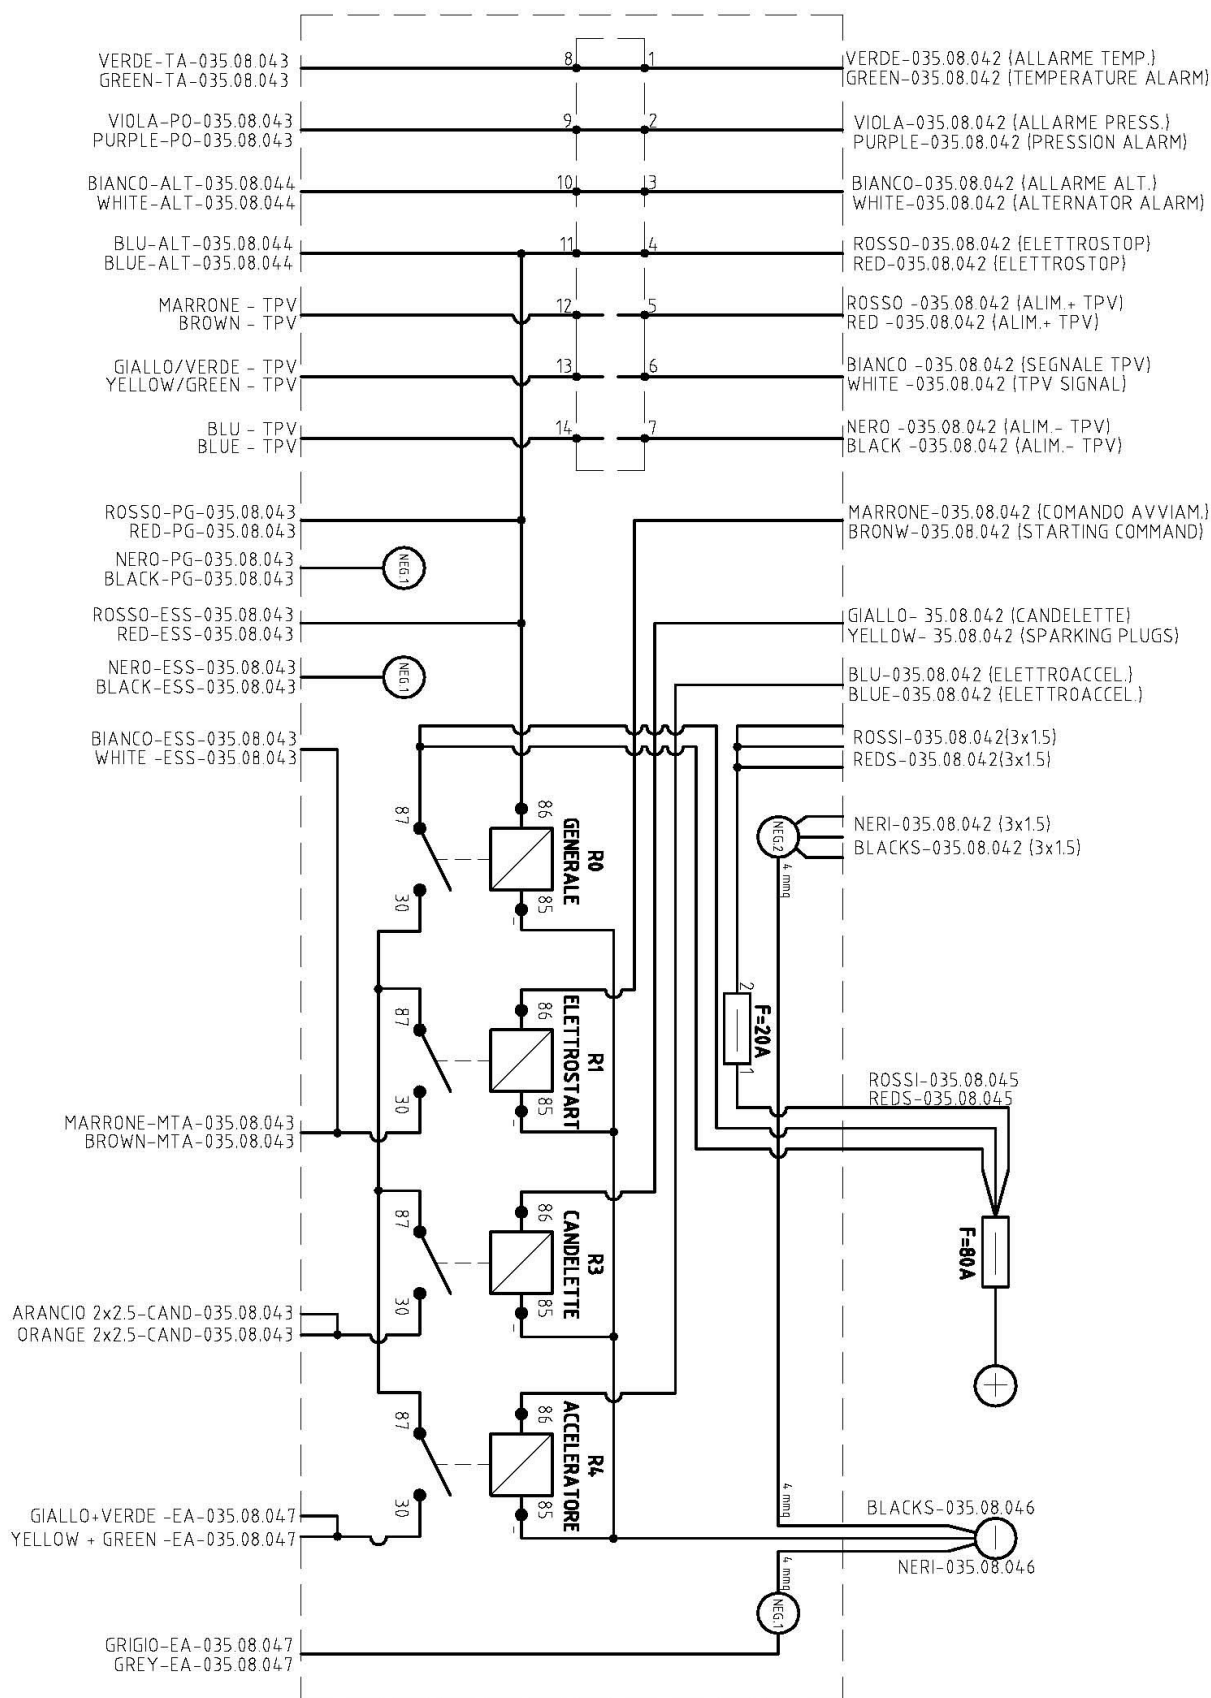 VERDE-TA-035.08.043
GREEN-TA-035.08.043
8
1
VERDE-035.08.042 (ALLARME TEMP.)
GREEN-035.08.042 (TEMPERATURE ALARM)
VIOLA-PO-035.08.043
PURPLE-PO-035.08.043
9
2
VIOLA-035.08.042 (ALLARME PRESS.)
PURPLE-035.08.042 (PRESSION ALARM)
BIANCO-ALT-035.08.044
WHITE-ALT-035.08.044
10
3
BIANCO-035.08.042 (ALLARME ALT.)
WHITE-035.08.042 (ALTERNATOR ALARM)
BLU-ALT-035.08.044
BLUE-ALT-035.08.044
11
4
ROSSO-035.08.042 (ELETTROSTOP)
RED-035.08.042 (ELETTROSTOP)
MARRONE - TPV
BROWN - TPV
12
5
ROSSO -035.08.042 (ALIM.+ TPV)
RED -035.08.042 (ALIM.+ TPV)
GIALLO/VERDE - TPV
YELLOW/GREEN - TPV
13
6
BIANCO -035.08.042 (SEGNALE TPV)
WHITE -035.08.042 (TPV SIGNAL)
BLU - TPV
BLUE - TPV
14
7
NERO -035.08.042 (ALIM.- TPV)
BLACK -035.08.042 (ALIM.- TPV)
ROSSO-PG-035.08.043
RED-PG-035.08.043
MARRONE-035.08.042 (COMANDO AVVIAM.)
BRONW-035.08.042 (STARTING COMMAND)
NERO-PG-035.08.043
BLACK-PG-035.08.043
NEG.1
ROSSO-ESS-035.08.043
RED-ESS-035.08.043
GIALLO- 35.08.042 (CANDELETTE)
YELLOW- 35.08.042 (SPARKING PLUGS)
NERO-ESS-035.08.043
BLACK-ESS-035.08.043
NEG.1
BLU-035.08.042 (ELETTROACCEL.)
BLUE-035.08.042 (ELETTROACCEL.)
BIANCO-ESS-035.08.043
WHITE -ESS-035.08.043
ROSSI-035.08.042(3x1.5)
REDS-035.08.042(3x1.5)
87
30
86
85
-
R0
GENERALE
NEG.2
4 mmq
NERI-035.08.042 (3x1.5)
BLACKS-035.08.042 (3x1.5)
87
30
86
85
-
R1
ELETTROSTART
2
1
F=20A
ROSSI-035.08.045
REDS-035.08.045
MARRONE-MTA-035.08.043
BROWN-MTA-035.08.043
87
30
86
85
-
R3
CANDELETTE
F=80A
+
ARANCIO 2x2.5-CAND-035.08.043
ORANGE 2x2.5-CAND-035.08.043
87
30
86
85
-
R4
ACCELERATORE
4 mmq
BLACKS-035.08.046
-
NERI-035.08.046
GIALLO+VERDE -EA-035.08.047
YELLOW + GREEN -EA-035.08.047
4 mmq
NEG.1
GRIGIO-EA-035.08.047
GREY-EA-035.08.047